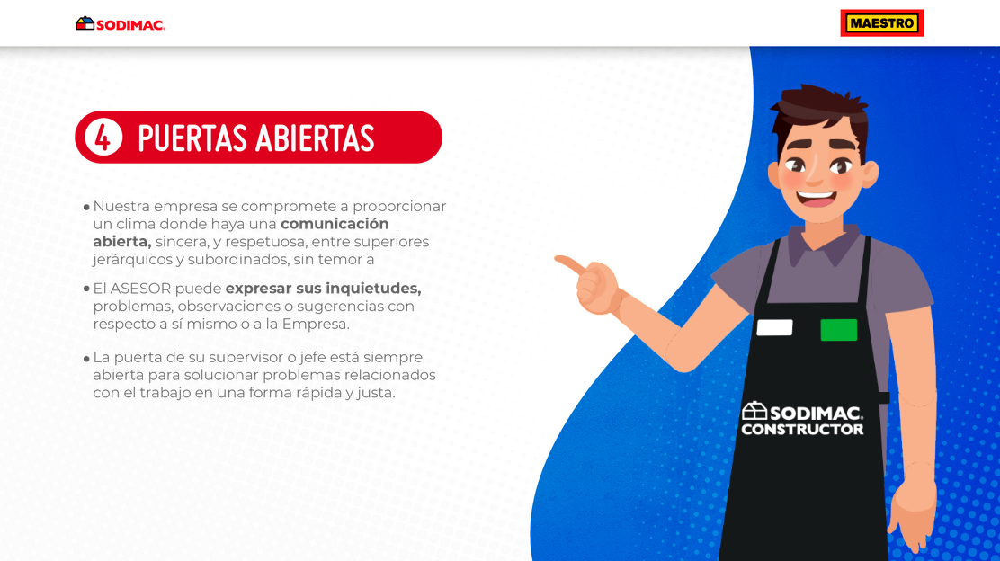 SODIMAC®
MAESTRO
4 PUERTAS ABIERTAS
• Nuestra empresa se compromete a proporcionar
un clima donde haya una comunicación
abierta, sincera, y respetuosa, entre superiores
jerárquicos y subordinados, sin temor a
• El ASESOR puede expresar sus inquietudes,
problemas, observaciones o sugerencias con
respecto a sí mismo o a la Empresa.
• La puerta de su supervisor o jefe está siempre
abierta para solucionar problemas relacionados
con el trabajo en una forma rápida y justa.
SODIMAC®
CONSTRUCTOR